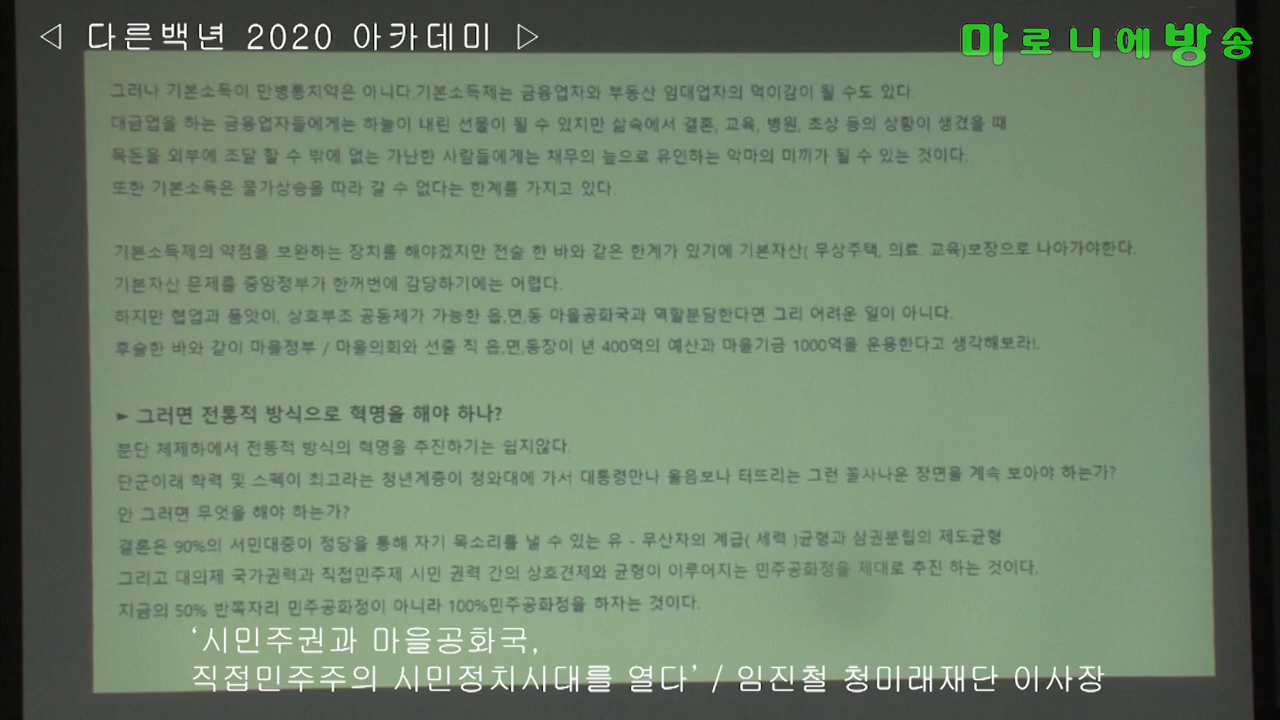 ◁ 다른백년 2020 아카데미 ▷
마로니에방송
그러나 기본소득이 만병통치약은 아니다.기본소득제는 금융업자와 부동산 임대업자의 먹이감이 될 수도 있다.
대금업을 하는 금융업자들에게는 하늘이 내린 선물이 될 수 있지만 삶속에서 결혼, 교육, 병원, 초상 등의 상황이 생겼을 때
목돈을 외부에 조달 할 수 밖에 없는 가난한 사람들에게는 채무의 늪으로 유인하는 악마의 미끼가 될 수 있는 것이다.
또한 기본소득은 물가상승을 따라 갈 수 없다는 한계를 가지고 있다.
기본소득제의 약점을 보완하는 장치를 해야겠지만 전술 한 바와 같은 한계가 있기에 기본자산( 무상주택, 의료. 교육)보장으로 나아가야한다.
기본자산 문제를 중앙정부가 한꺼번에 감당하기에는 어렵다.
하지만 협업과 품앗이, 상호부조 공동체가 가능한 읍,면,동 마을공화국과 역할분담한다면 그리 어려운 일이 아니다.
후술한 바와 같이 마을정부 / 마을의회와 선출 직 읍,면,동장이 년 400억의 예산과 마을기금 1000억을 운용한다고 생각해보라!.
► 그러면 전통적 방식으로 혁명을 해야 하나?
분단 체제하에서 전통적 방식의 혁명을 추진하기는 쉽지않다.
단군이래 학력 및 스펙이 최고라는 청년계층이 청와대에 가서 대통령만나 울음보나 터뜨리는 그런 꼴사나운 장면을 계속 보아야 하는가?
안 그러면 무엇을 해야 하는가?
결론은 90%의 서민대중이 정당을 통해 자기 목소리를 낼 수 있는 유 - 무산자의 계급( 세력 )균형과 삼권분립의 제도균형
그리고 대의제 국가권력과 직접민주제 시민 권력 간의 상호견제와 균형이 이루어지는 민주공화정을 제대로 추진 하는 것이다.
지금의 50% 반쪽자리 민주공화정이 아니라 100%민주공화정을 하자는 것이다.
‘시민주권과 마을공화국,
직접민주주의 시민정치시대를 열다’ / 임진철 청미래재단 이사장